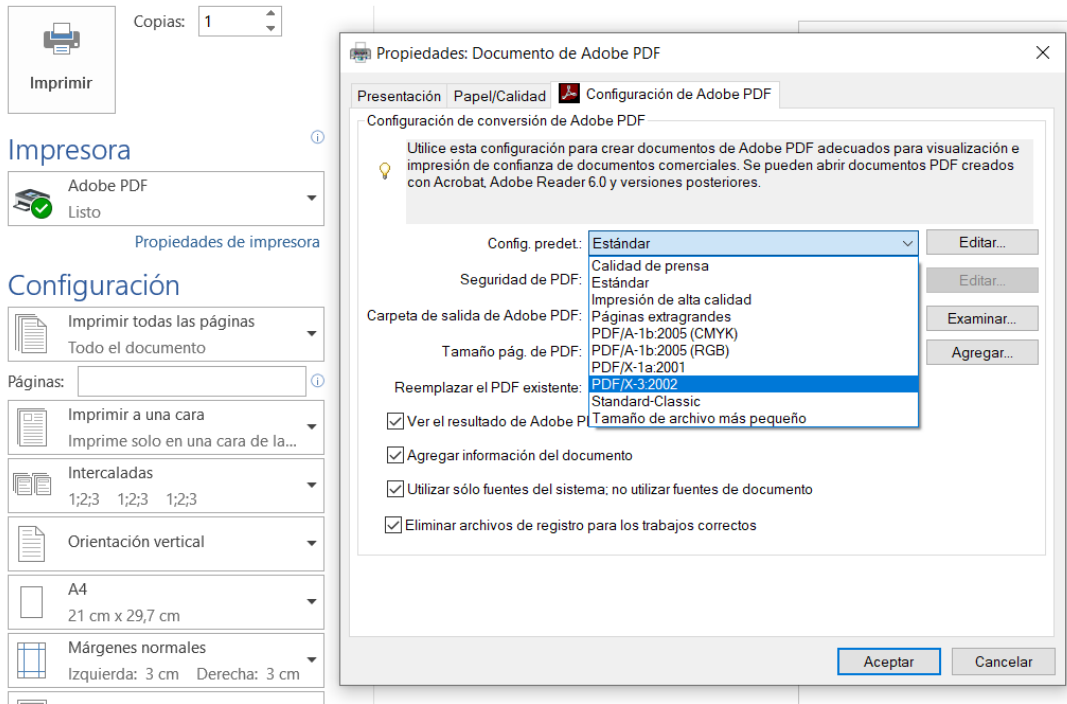 Copias: 1
Imprimir
Impresora
Adobe PDF
Listo
Propiedades de impresora
Configuración
Imprimir todas las páginas
Todo el documento
Páginas:
Imprimir a una cara
Imprime solo en una cara de la...
Intercaladas
1;2;3 1;2;3 1;2;3
Orientación vertical
A4
21 cm x 29,7 cm
Márgenes normales
Izquierda: 3 cm Derecha: 3 cm
Propiedades: Documento de Adobe PDF
Presentación Papel/Calidad Configuración de Adobe PDF
Configuración de conversión de Adobe PDF
Utilice esta configuración para crear documentos de Adobe PDF adecuados para visualización e
impresión de confianza de documentos comerciales. Se pueden abrir documentos PDF creados
con Acrobat, Adobe Reader 6.0 y versiones posteriores.
Config. predet.: Estándar Editar...
Calidad de prensa
Estándar
Impresión de alta calidad
Páginas extragrandes
PDF/A-1b:2005 (CMYK)
PDF/A-1b:2005 (RGB)
PDF/X-1a:2001
PDF/X-3:2002
Standard-Classic
Tamaño de archivo más pequeño
Seguridad de PDF: Editar...
Carpeta de salida de Adobe PDF: Examinar...
Tamaño pág. de PDF: Agregar...
Reemplazar el PDF existente:
Ver el resultado de Adobe
Agregar información del documento
Utilizar sólo fuentes del sistema; no utilizar fuentes de documento
Eliminar archivos de registro para los trabajos correctos
Aceptar Cancelar